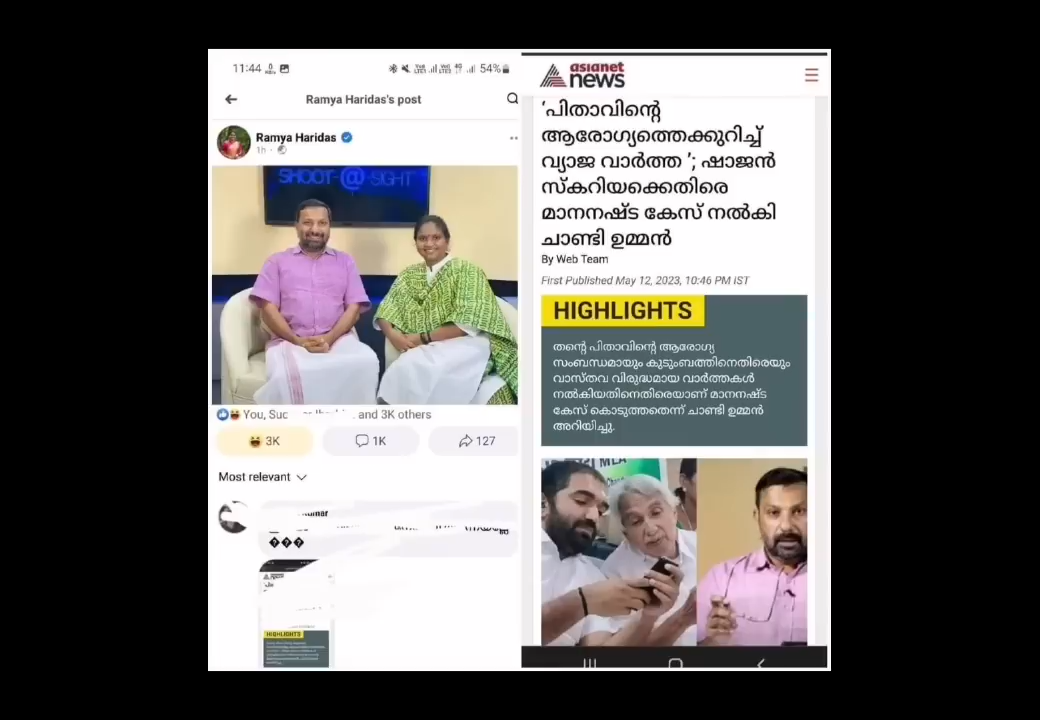 11:44
54%
Ramya Haridas's post
Ramya Haridas
1h
SHOOT-@-SIGHT
You, Suc
and 3K others
3K
1K
127
Most relevant
HIGHLIGHTS
asianet
news
'പിതാവിന്റെ
ആരോഗ്യത്തെക്കുറിച്ച്
വ്യാജ വാർത്ത '; ഷാജൻ
സ്കറിയക്കെതിരെ
മാനനഷ്ട കേസ് നൽകി
ചാണ്ടി ഉമ്മൻ
By Web Team
First Published May 12, 2023, 10:46 PM IST
HIGHLIGHTS
തന്റെ പിതാവിന്റെ ആരോഗ്യ
സംബന്ധമായും കുടുംബത്തിനെതിരെയും
വാസ്തവ വിരുദ്ധമായ വാർത്തകൾ
നൽകിയതിനെതിരെയാണ് മാനനഷ്ട
കേസ് കൊടുത്തതെന്ന് ചാണ്ടി ഉമ്മൻ
അറിയിച്ചു.
MLA